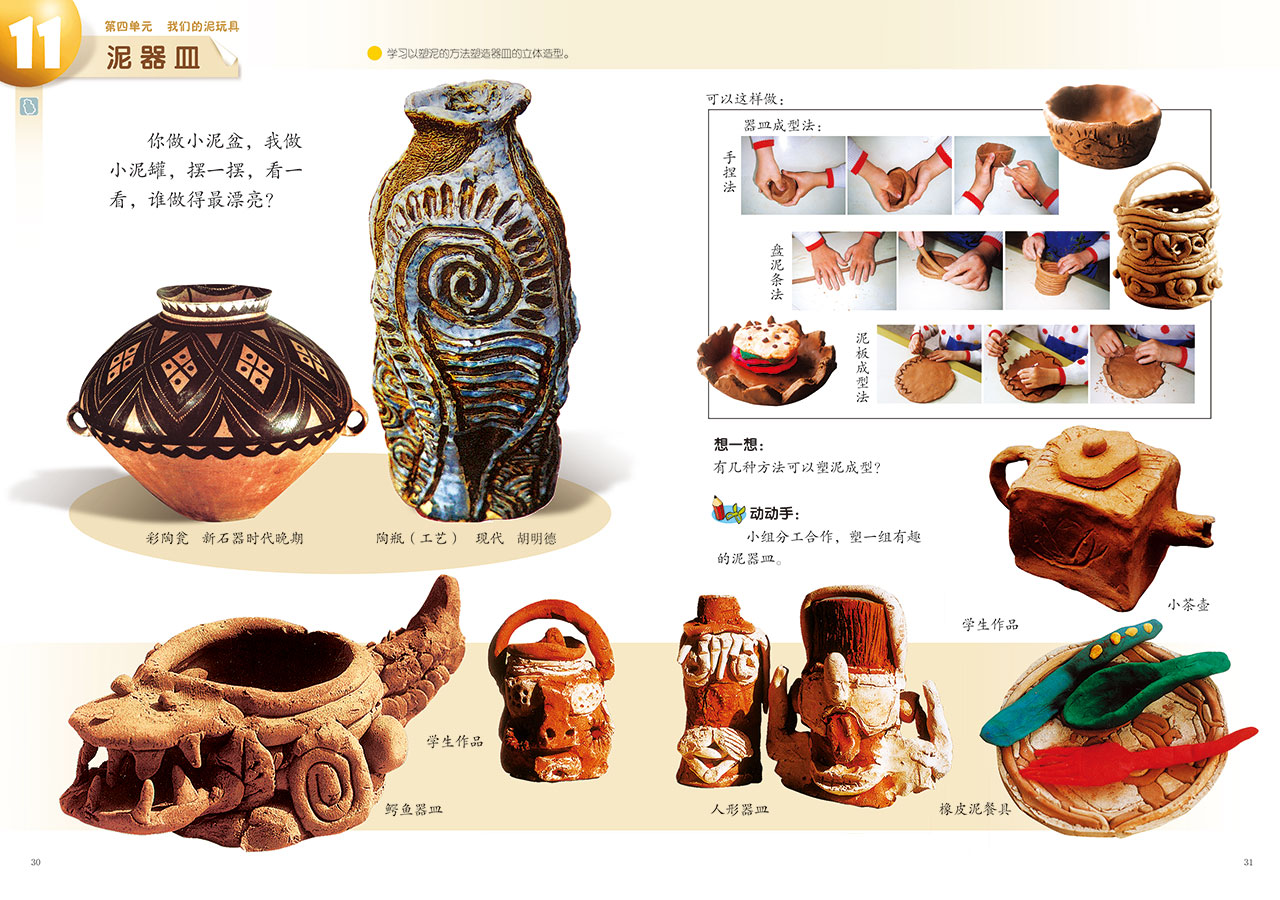 11
第四单元 我们的泥玩具
泥器皿
学习以塑泥的方法塑造器皿的立体造型。
你做小泥盆，我做
小泥罐，摆一摆，看一
看，谁做得最漂亮？
彩陶瓮 新石器时代晚期
陶瓶（工艺） 现代 胡明德
学生作品
鳄鱼器皿
30
可以这样做：
器皿成型法：
手捏法
盘泥条法
泥板成型法
想一想：
有几种方法可以塑泥成型？
动动手：
小组分工合作，塑一组有趣
的泥器皿。
小茶壶
学生作品
人形器皿
橡皮泥餐具
31